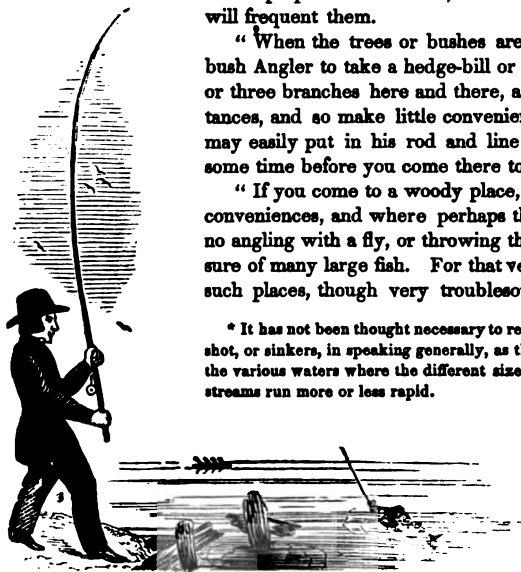 will frequent them.
“ When the trees or bushes are
bush Angler to take a hedge-bill or
or three branches here and there, a
tances, and so make little convenien
may easily put in his rod and line
some time before you come there to
“ If you come to a woody place,
conveniences, and where perhaps th
no angling with a fly, or throwing th
sure of many large fish. For that ve
such places, though very troubleso
* It has not been thought necessary to re
shot, or sinkers, in speaking generally, as t
the various waters where the different size
streams run more or less rapid.